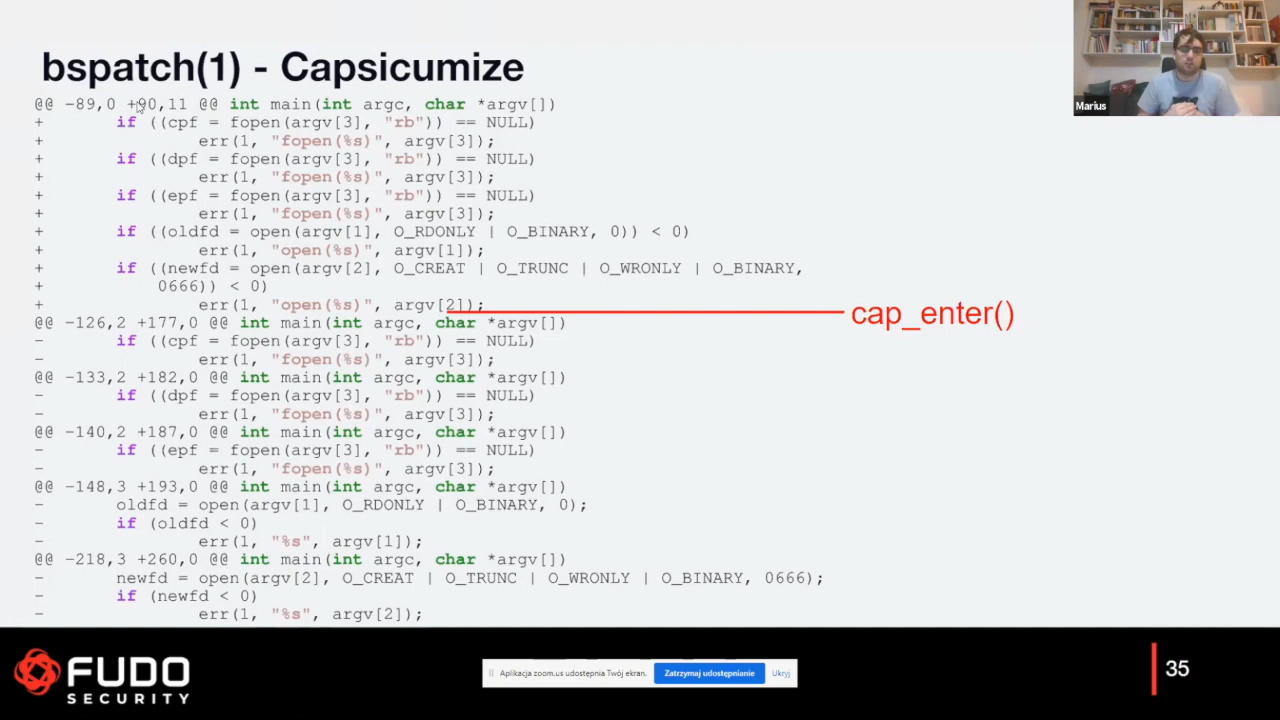 bspatch(1) - Capsicumize
Marius
@@ -89,0 +90,11 @@ int main(int argc, char *argv[])
+ if ((cpf = fopen(argv[3], "rb")) == NULL)
+ err(1, "fopen(%s)", argv[3]);
+ if ((dpf = fopen(argv[3], "rb")) == NULL)
+ err(1, "fopen(%s)", argv[3]);
+ if ((epf = fopen(argv[3], "rb")) == NULL)
+ err(1, "fopen(%s)", argv[3]);
+ if ((oldfd = open(argv[1], O_RDONLY | O_BINARY, 0)) < 0)
+ err(1, "open(%s)", argv[1]);
+ if ((newfd = open(argv[2], O_CREAT | O_TRUNC | O_WRONLY | O_BINARY,
+ 0666)) < 0)
+ err(1, "open(%s)", argv[2]);
cap_enter()
@@ -126,2 +177,0 @@ int main(int argc, char *argv[])
- if ((cpf = fopen(argv[3], "rb")) == NULL)
- err(1, "fopen(%s)", argv[3]);
@@ -133,2 +182,0 @@ int main(int argc, char *argv[])
- if ((dpf = fopen(argv[3], "rb")) == NULL)
- err(1, "fopen(%s)", argv[3]);
@@ -140,2 +187,0 @@ int main(int argc, char *argv[])
- if ((epf = fopen(argv[3], "rb")) == NULL)
- err(1, "fopen(%s)", argv[3]);
@@ -148,3 +193,0 @@ int main(int argc, char *argv[])
- oldfd = open(argv[1], O_RDONLY | O_BINARY, 0);
- if (oldfd < 0)
- err(1, "%s", argv[1]);
@@ -218,3 +260,0 @@ int main(int argc, char *argv[])
- newfd = open(argv[2], O_CREAT | O_TRUNC | O_WRONLY | O_BINARY, 0666);
- if (newfd < 0)
- err(1, "%s", argv[2]);
FUDO
SECURITY
Aplikacja zoom.us udostępnia Twój ekran. Zatrzymaj udostępnianie Ukryj
35